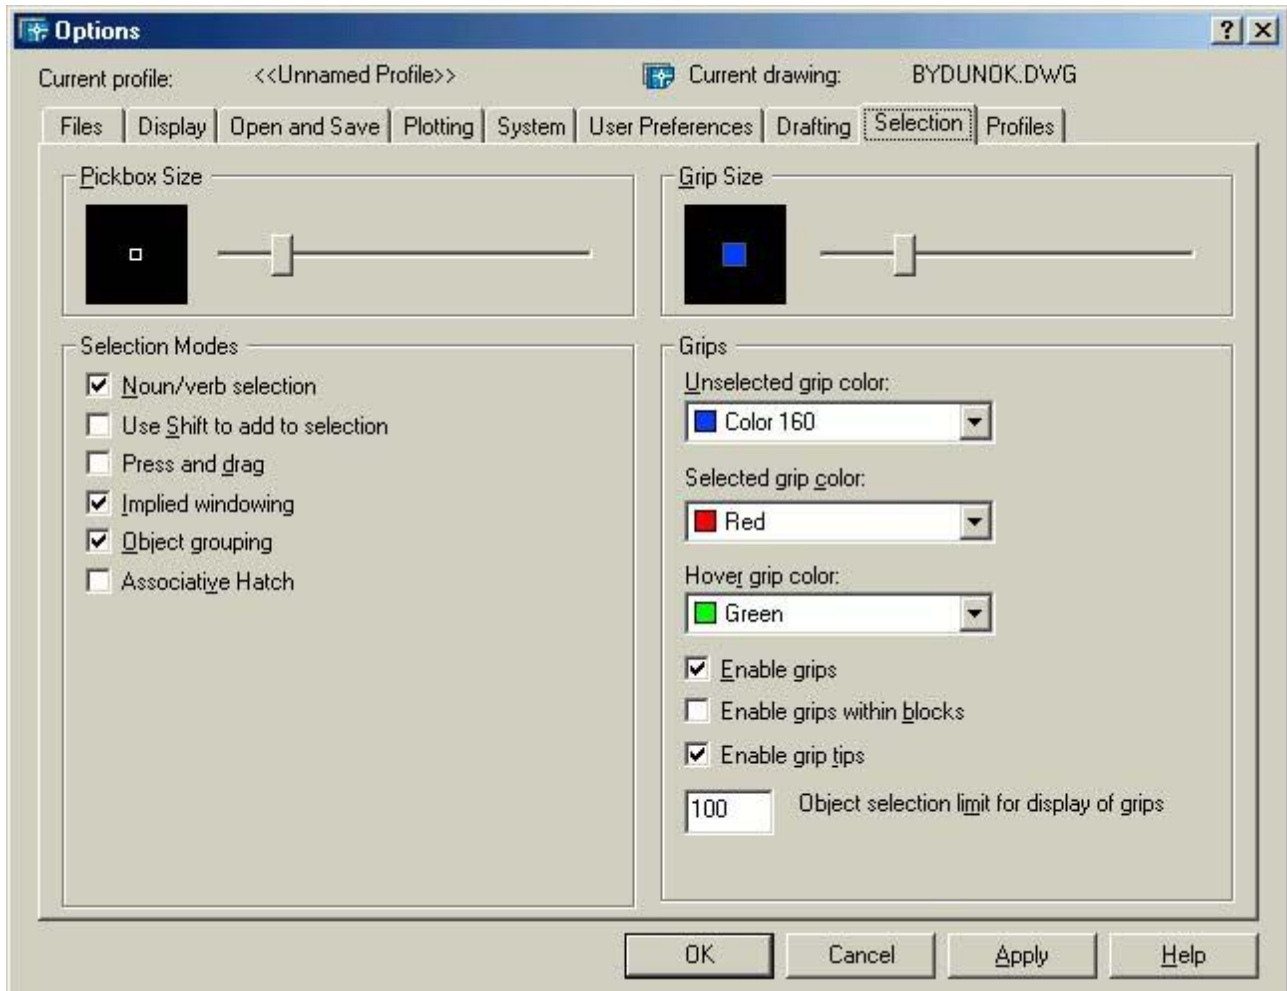 Options
Current profile: <<Unnamed Profile>> Current drawing: BYDUNOK.DWG
Files Display Open and Save Plotting System User Preferences Drafting Selection Profiles
Pickbox Size
Grip Size
Selection Modes
Noun/verb selection
Use Shift to add to selection
Press and drag
Implied windowing
Object grouping
Associative Hatch
Grips
Unselected grip color:
Color 160
Selected grip color:
Red
Hover grip color:
Green
Enable grips
Enable grips within blocks
Enable grip tips
100 Object selection limit for display of grips
OK Cancel Apply Help